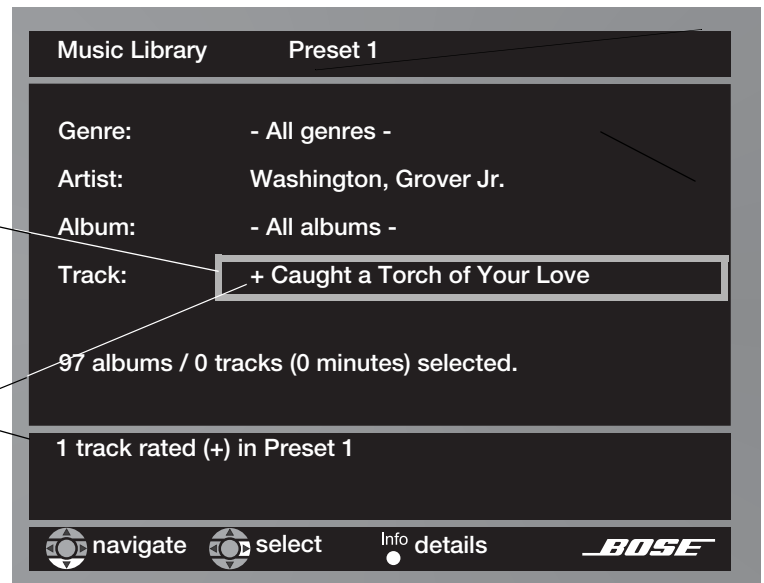 Music Library Preset 1
Genre: - All genres -
Artist: Washington, Grover Jr.
Album: - All albums -
Track: + Caught a Torch of Your Love
97 albums / 0 tracks (0 minutes) selected.
1 track rated (+) in Preset 1
navigate select Info details BOSE